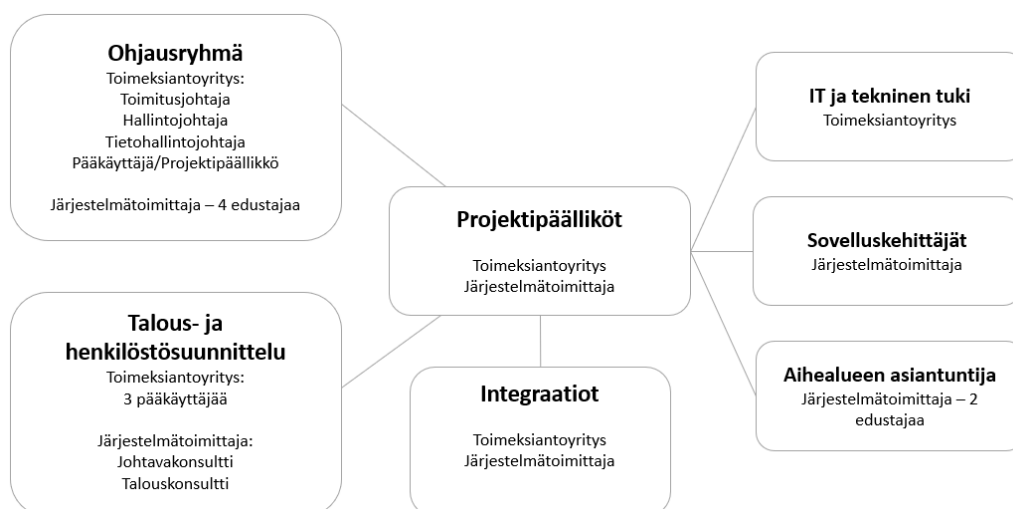 Ohjausryhmä
Toimeksiantoyritys:
Toimitusjohtaja
Hallintojohtaja
Tietohallintojohtaja
Pääkäyttäjä/Projektipäällikkö
Järjestelmätoimittaja – 4 edustajaa
Talous- ja
henkilöstösuunnittelu
Toimeksiantoyritys:
3 pääkäyttäjää
Järjestelmätoimittaja:
Johtavakonsultti
Talouskonsultti
Projektipäälliköt
Toimeksiantoyritys
Järjestelmätoimittaja
Integraatiot
Toimeksiantoyritys
Järjestelmätoimittaja
IT ja tekninen tuki
Toimeksiantoyritys
Sovelluskehittäjät
Järjestelmätoimittaja
Aihealueen asiantuntija
Järjestelmätoimittaja – 2
edustajaa